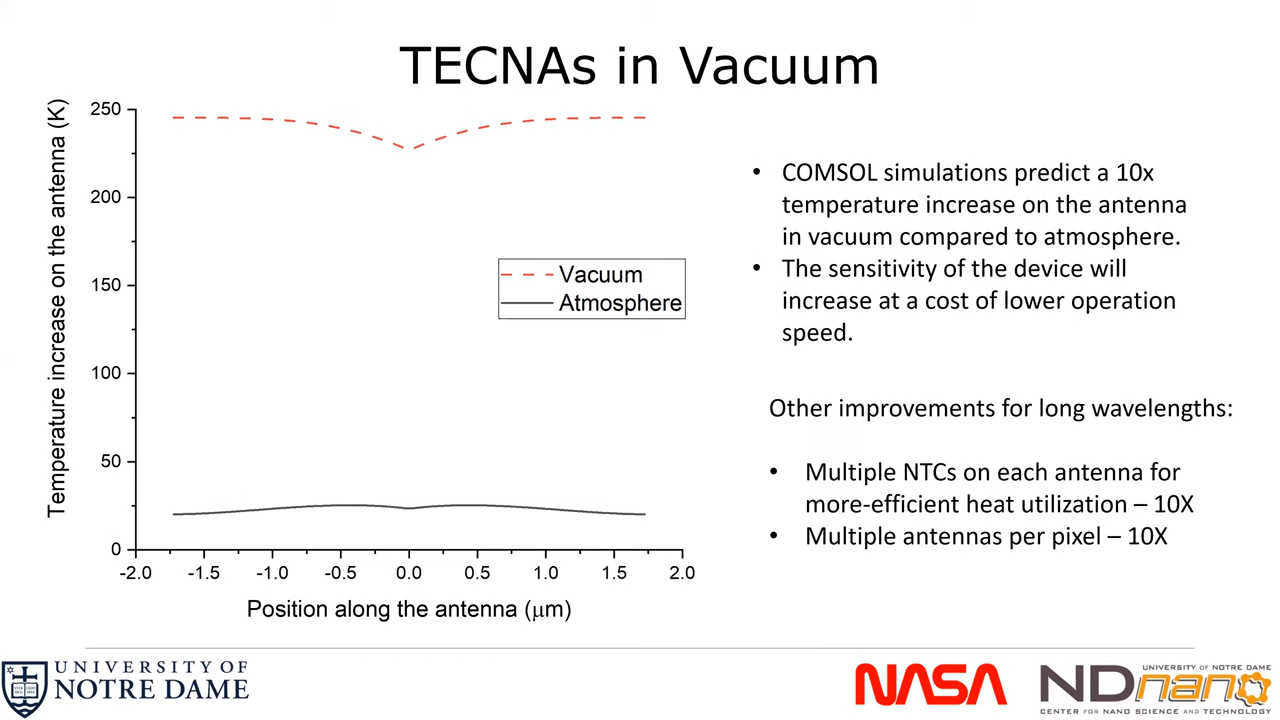 TECNAs in Vacuum
Temperature increase on the antenna (K)
250
200
150
100
50
0
-2.0 -1.5 -1.0 -0.5 0.0 0.5 1.0 1.5 2.0
Position along the antenna (μm)
Vacuum
Atmosphere
• COMSOL simulations predict a 10x
temperature increase on the antenna
in vacuum compared to atmosphere.
• The sensitivity of the device will
increase at a cost of lower operation
speed.
Other improvements for long wavelengths:
• Multiple NTCs on each antenna for
more-efficient heat utilization – 10X
• Multiple antennas per pixel – 10X
UNIVERSITY OF
NOTRE DAME
NASA
UNIVERSITY OF NOTRE DAME
NDnano
CENTER FOR NANO SCIENCE AND TECHNOLOGY